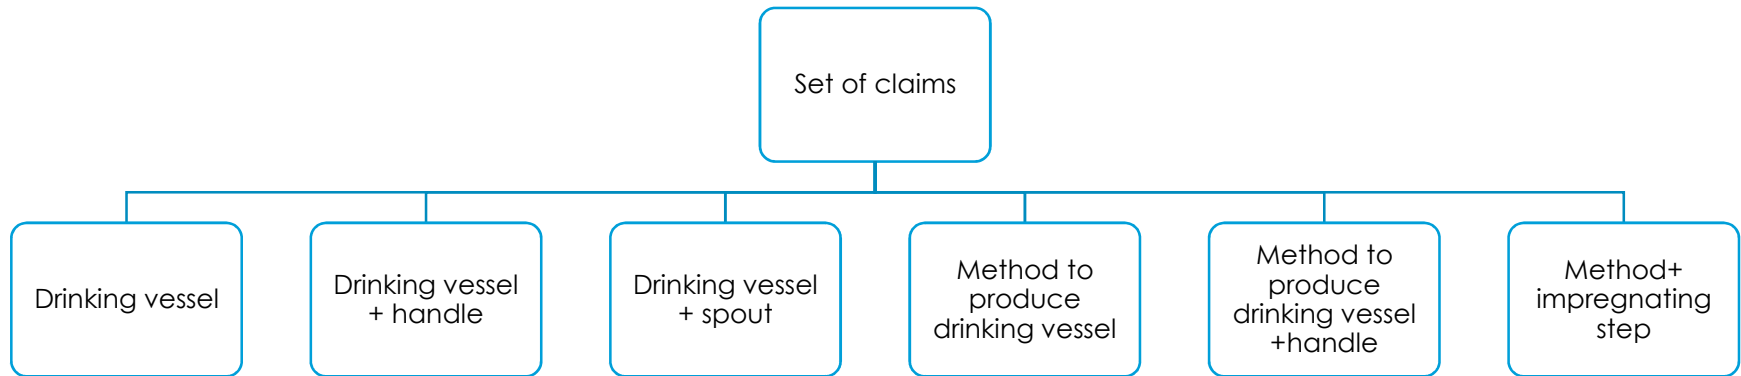 Set of claims
Drinking vessel
Drinking vessel
+ handle
Drinking vessel
+ spout
Method to
produce
drinking vessel
Method to
produce
drinking vessel
+handle
Method+
impregnating
step